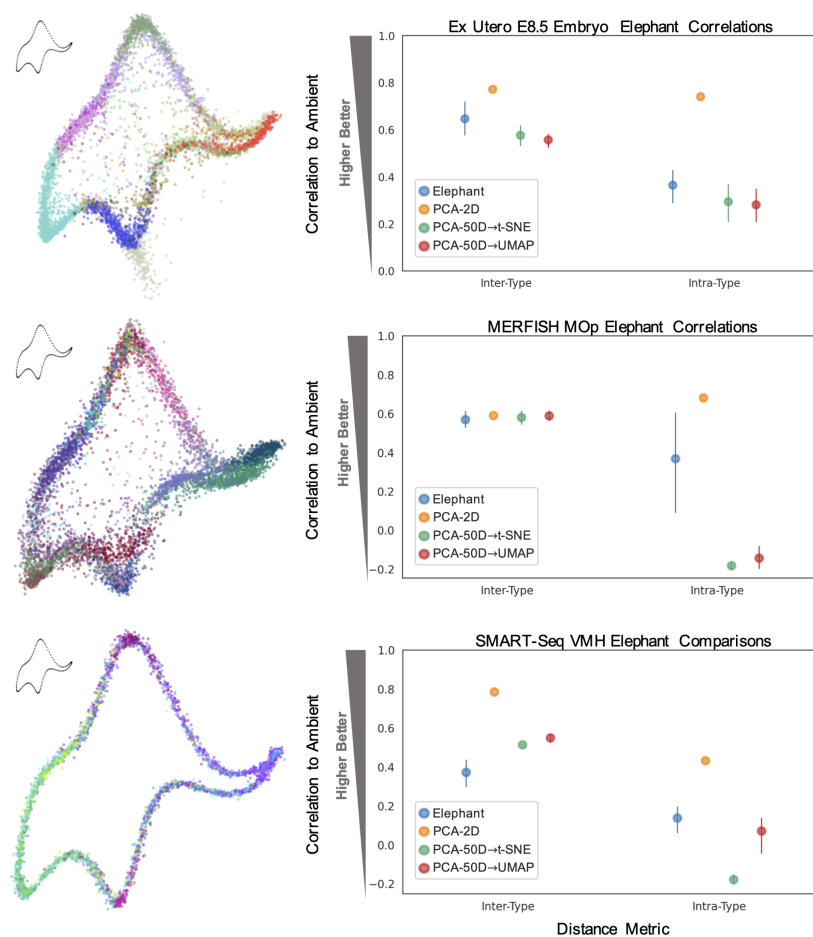 Ex Utero E8.5 Embryo Elephant Correlations
Correlation to Ambient
Higher Better
1.0
0.8
0.6
0.4
0.2
0.0
Elephant
PCA-2D
PCA-50D→t-SNE
PCA-50D→UMAP
Inter-Type
Intra-Type
MERFISH MOp Elephant Correlations
Correlation to Ambient
Higher Better
1.0
0.8
0.6
0.4
0.2
0.0
−0.2
Elephant
PCA-2D
PCA-50D→t-SNE
PCA-50D→UMAP
Inter-Type
Intra-Type
SMART-Seq VMH Elephant Comparisons
Correlation to Ambient
Higher Better
1.0
0.8
0.6
0.4
0.2
0.0
−0.2
Elephant
PCA-2D
PCA-50D→t-SNE
PCA-50D→UMAP
Inter-Type
Intra-Type
Distance Metric